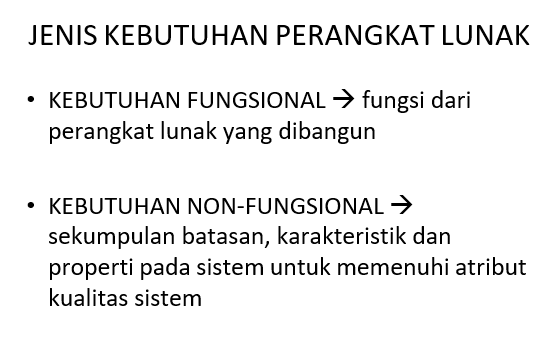 JENIS KEBUTUHAN PERANGKAT LUNAK
• KEBUTUHAN FUNGSIONAL → fungsi dari
perangkat lunak yang dibangun
• KEBUTUHAN NON-FUNGSIONAL →
sekumpulan batasan, karakteristik dan
properti pada sistem untuk memenuhi atribut
kualitas sistem